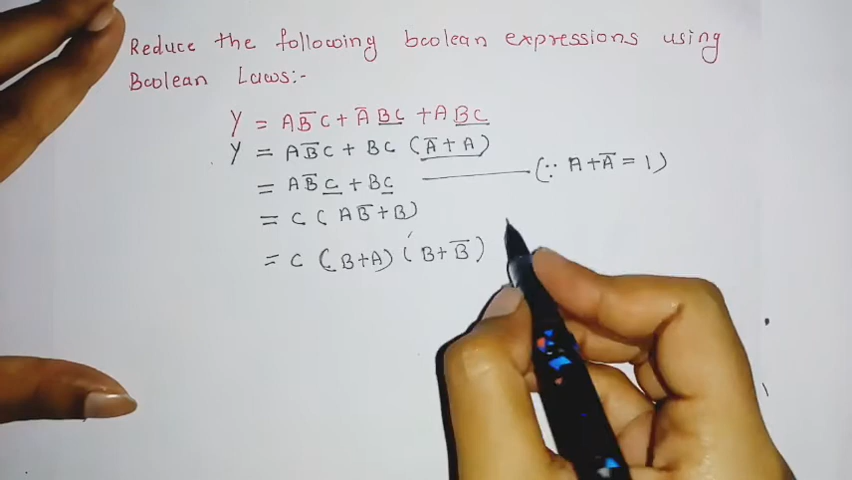 Reduce the following boolean expressions using
Boolean Laws:-
Y = AB̅C + A̅BC + ABC
Y = AB̅C + BC (A̅ + A)
= AB̅C + BC ——— (∵ A + A̅ = 1)
= C (AB̅ + B)
= C (B+A) (B+B̅)